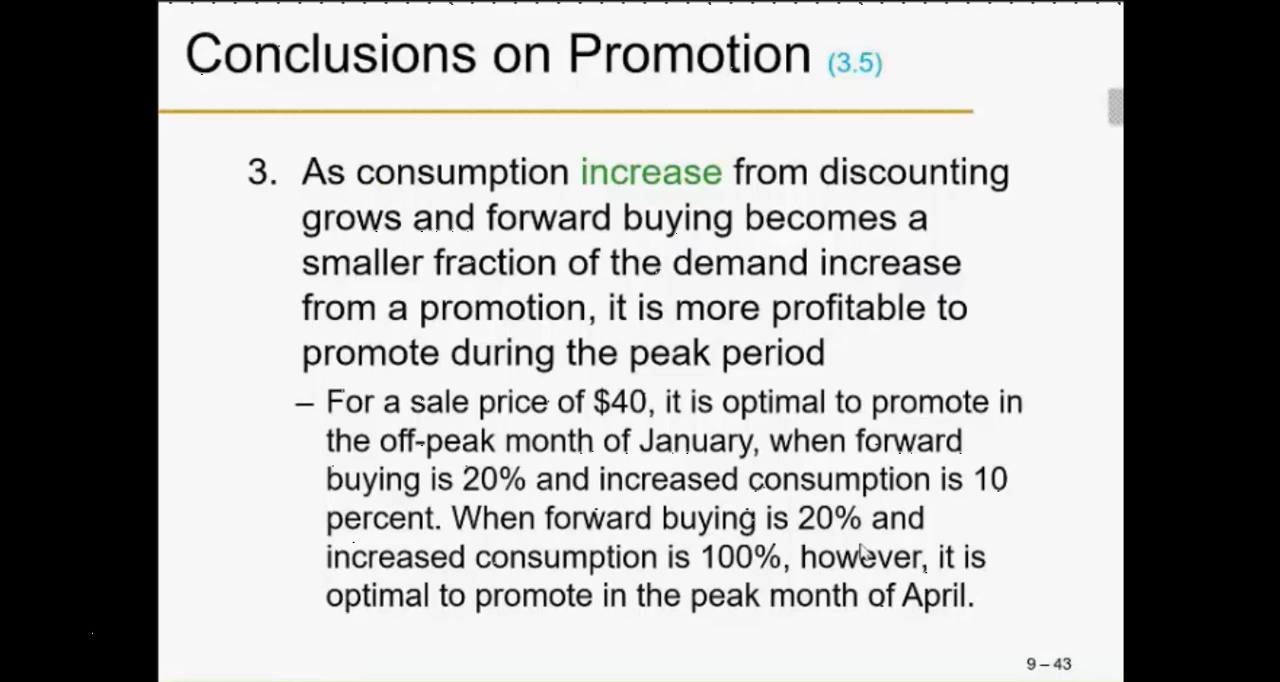 Conclusions on Promotion (3.5)
3. As consumption increase from discounting
grows and forward buying becomes a
smaller fraction of the demand increase
from a promotion, it is more profitable to
promote during the peak period
– For a sale price of $40, it is optimal to promote in
the off-peak month of January, when forward
buying is 20% and increased consumption is 10
percent. When forward buying is 20% and
increased consumption is 100%, however, it is
optimal to promote in the peak month of April.
9 – 43